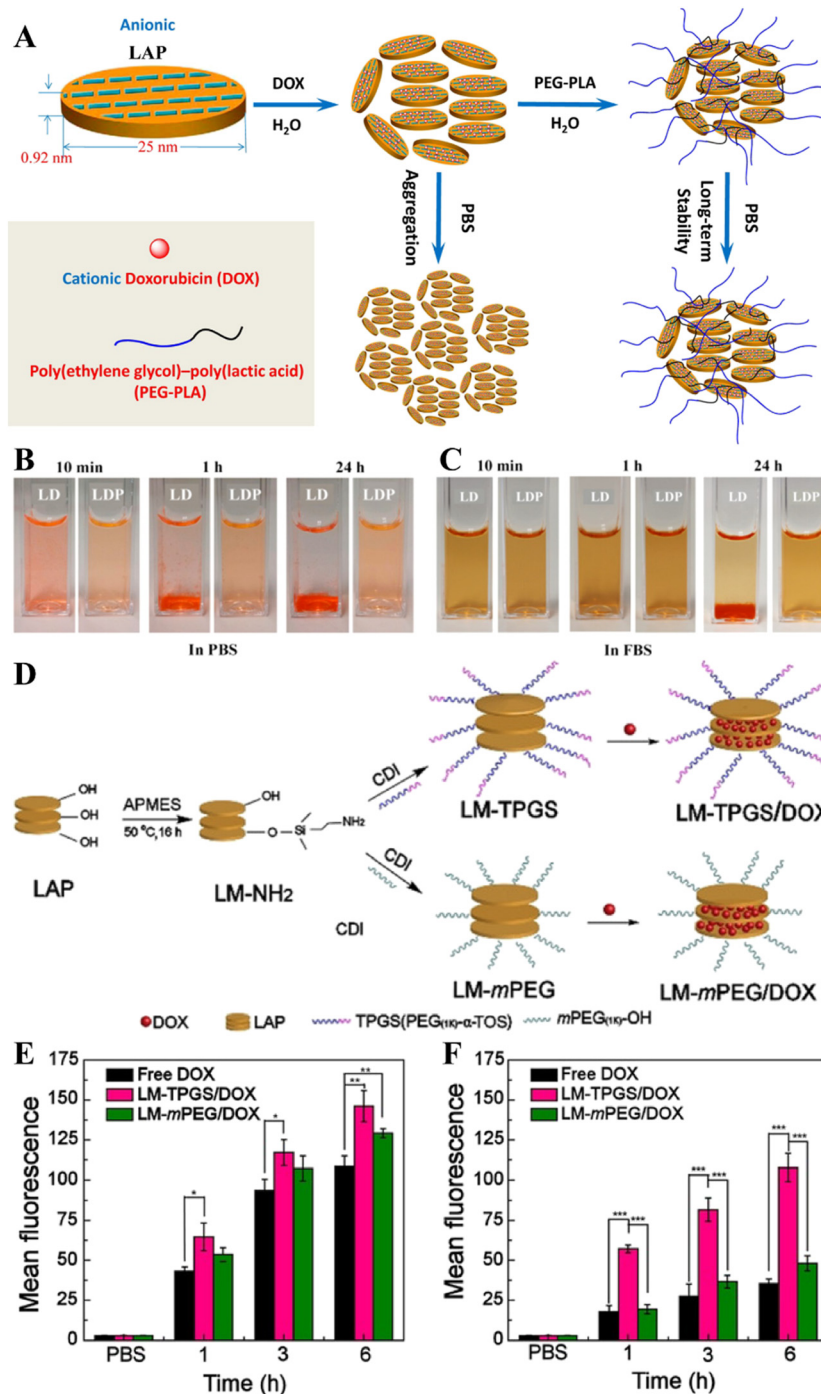 A
Anionic
LAP
0.92 nm
25 nm
DOX
H₂O
PEG-PLA
H₂O
Aggregation
PBS
Long-term
Stability
PBS
Cationic Doxorubicin (DOX)
Poly(ethylene glycol)–poly(lactic acid)
(PEG-PLA)
B
10 min
1 h
24 h
LD
LDP
LD
LDP
LD
LDP
In PBS
C
10 min
1 h
24 h
LD
LDP
LD
LDP
LD
LDP
In FBS
D
OH
OH
OH
LAP
APMES
50 °C,16 h
OH
O
Si
NH₂
LM-NH₂
CDI
CDI
CDI
LM-TPGS
LM-TPGS/DOX
LM-mPEG
LM-mPEG/DOX
DOX
LAP
TPGS(PEG(1K)-α-TOS)
mPEG(1K)-OH
E
Mean fluorescence
175
150
125
100
75
50
25
0
Free DOX
LM-TPGS/DOX
LM-mPEG/DOX
*
*
**
**
PBS
1
3
6
Time (h)
F
Mean fluorescence
175
150
125
100
75
50
25
0
Free DOX
LM-TPGS/DOX
LM-mPEG/DOX
***
***
***
***
***
***
PBS
1
3
6
Time (h)